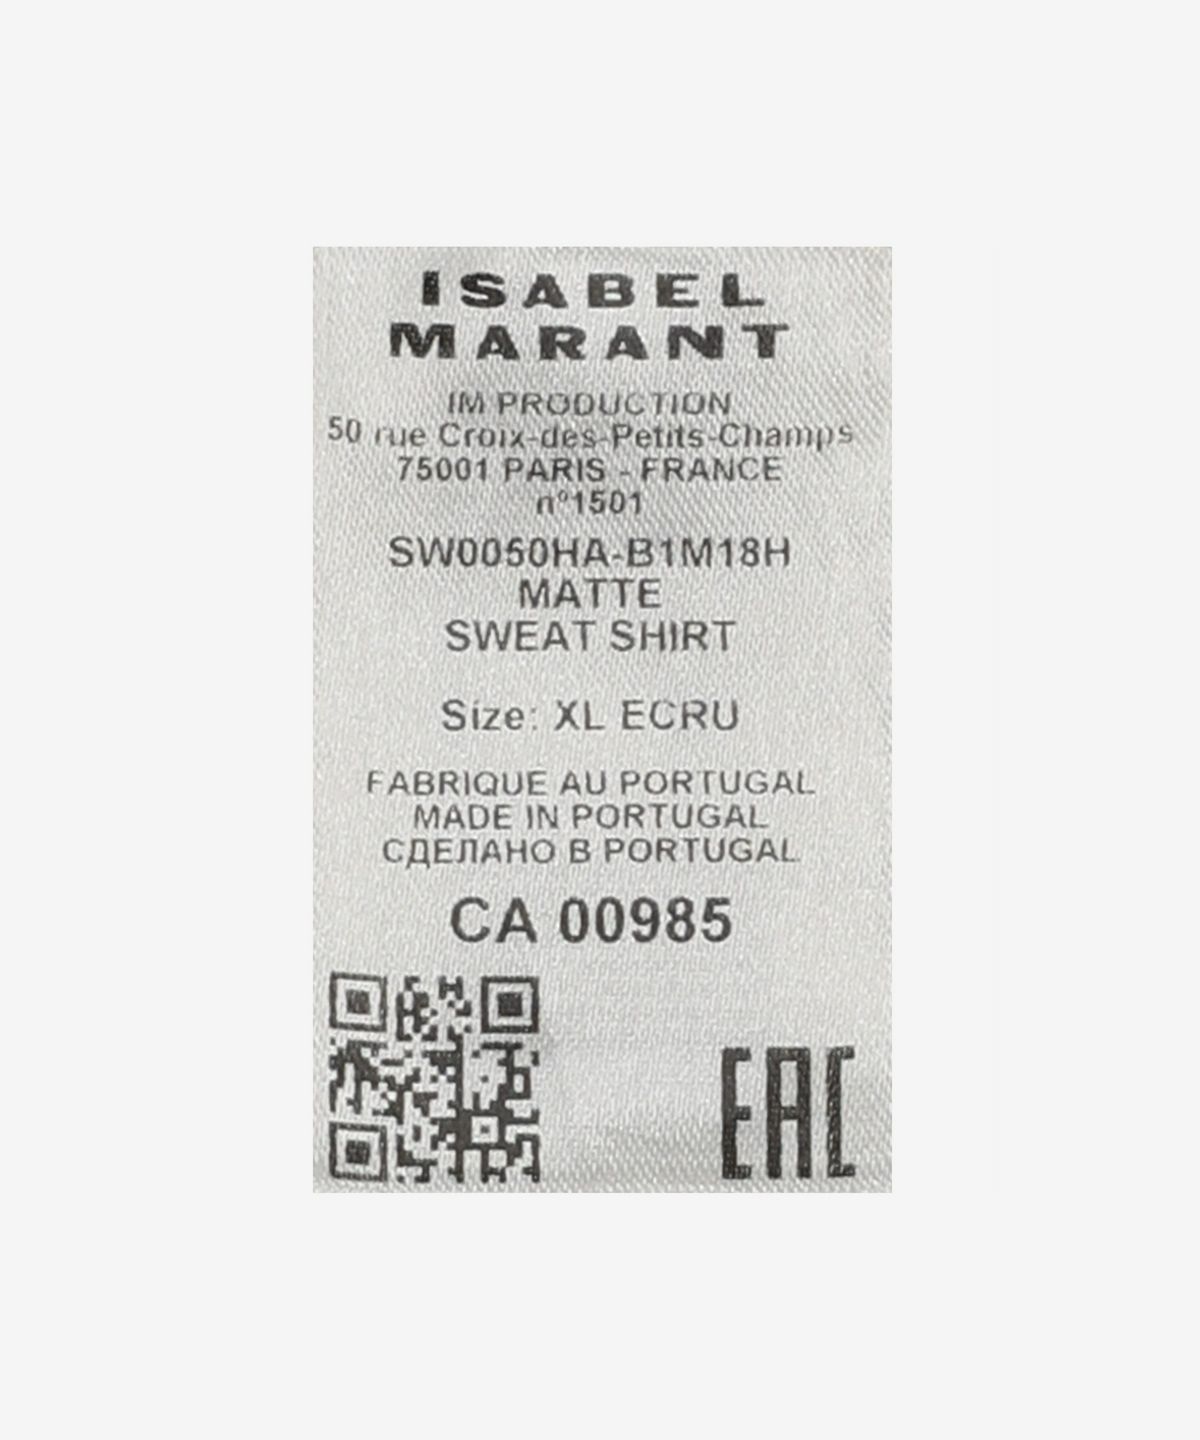 ISABEL
MARANT
IM PRODUCTION
50 rue Croix-des-Petits-Champs
75001 PARIS - FRANCE
n°1501
SW0050HA-B1M18H
MATTE
SWEAT SHIRT
Size: XL ECRU
FABRIQUE AU PORTUGAL
MADE IN PORTUGAL
СДЕЛАНО В PORTUGAL
CA 00985
EAC